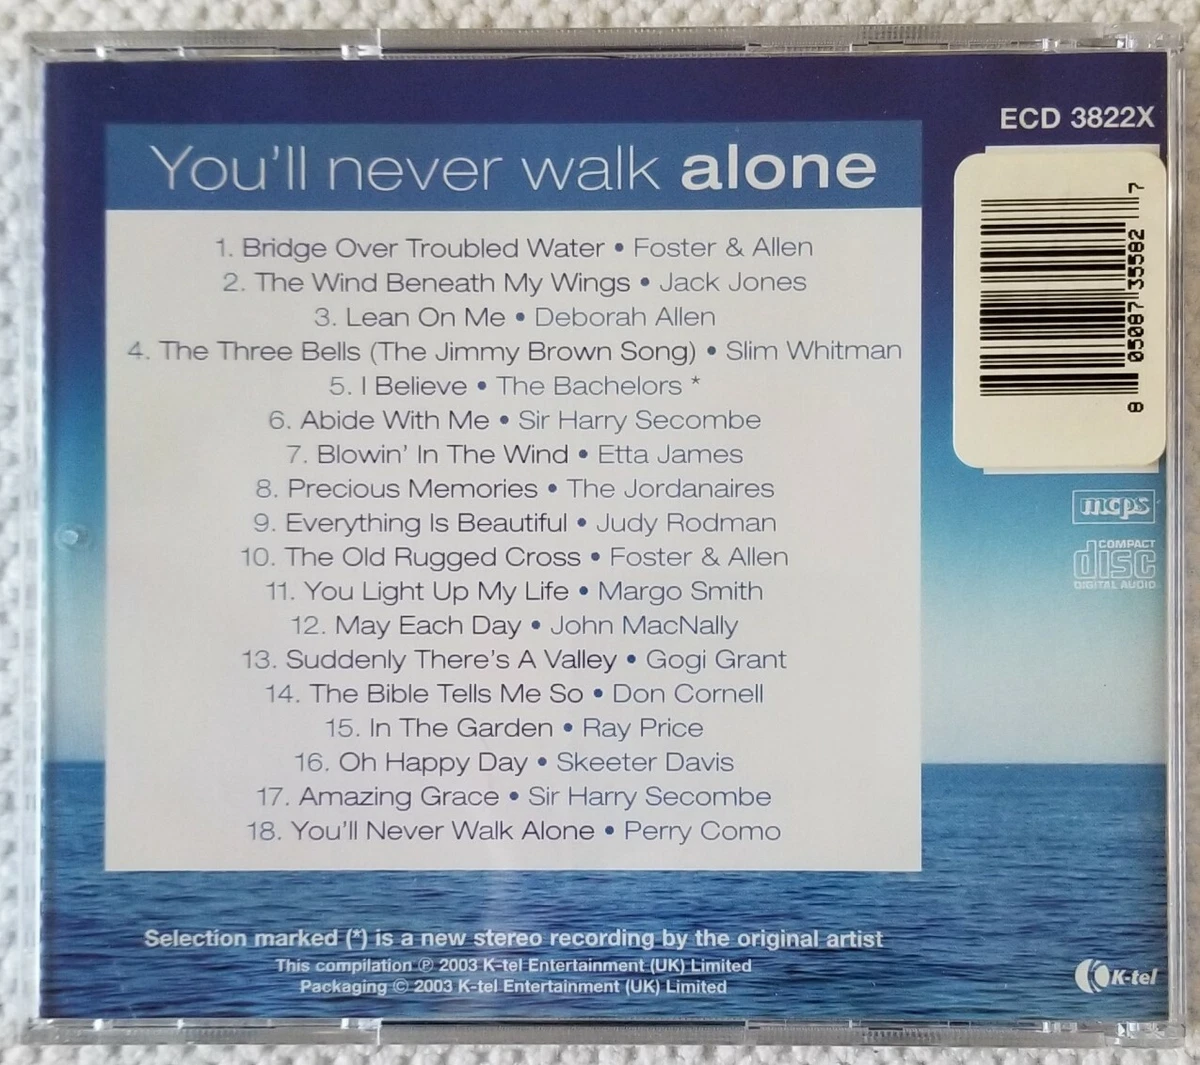 ECD 3822X
You'll never walk alone
1. Bridge Over Troubled Water • Foster & Allen
2. The Wind Beneath My Wings • Jack Jones
3. Lean On Me • Deborah Allen
4. The Three Bells (The Jimmy Brown Song) • Slim Whitman
5. I Believe • The Bachelors *
6. Abide With Me • Sir Harry Secombe
7. Blowin' In The Wind • Etta James
8. Precious Memories • The Jordanaires
9. Everything Is Beautiful • Judy Rodman
10. The Old Rugged Cross • Foster & Allen
11. You Light Up My Life • Margo Smith
12. May Each Day • John MacNally
13. Suddenly There's A Valley • Gogi Grant
14. The Bible Tells Me So • Don Cornell
15. In The Garden • Ray Price
16. Oh Happy Day • Skeeter Davis
17. Amazing Grace • Sir Harry Secombe
18. You'll Never Walk Alone • Perry Como
8 05087 35582 7
mcps
COMPACT
disc
DIGITAL AUDIO
Selection marked (*) is a new stereo recording by the original artist
This compilation ℗ 2003 K-tel Entertainment (UK) Limited
Packaging © 2003 K-tel Entertainment (UK) Limited
K-tel